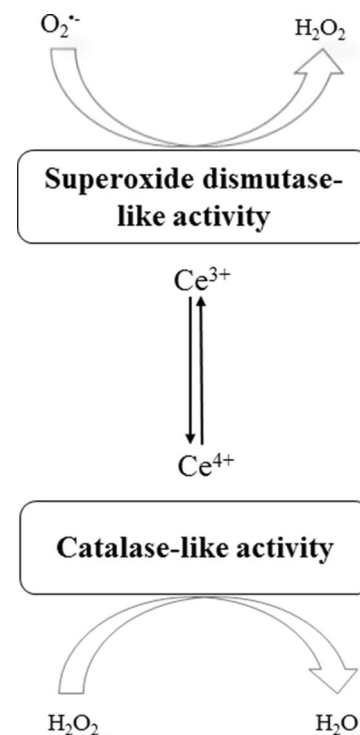 O₂•- H₂O₂
Superoxide dismutase-
like activity
Ce³⁺
Ce⁴⁺
Catalase-like activity
H₂O₂ H₂O